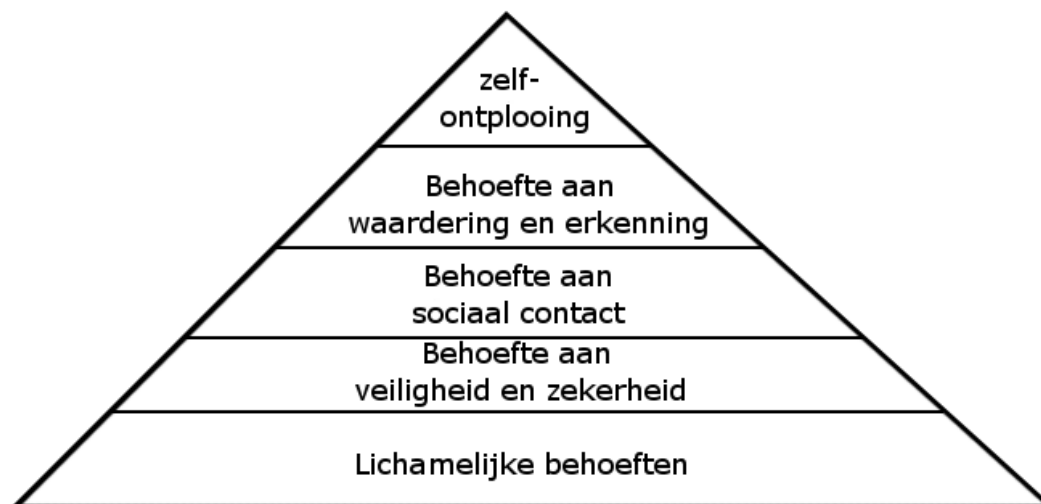 zelf-
ontplooing
Behoefte aan
waardering en erkenning
Behoefte aan
sociaal contact
Behoefte aan
veiligheid en zekerheid
Lichamelijke behoeften